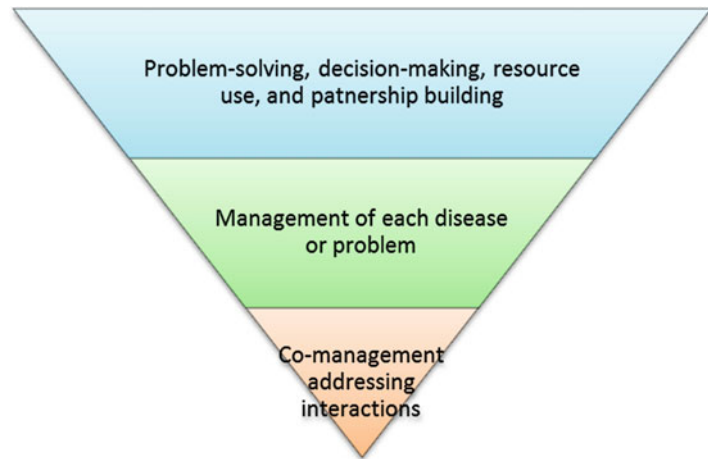 Problem-solving, decision-making, resource
use, and patnership building
Management of each disease
or problem
Co-management
addressing
interactions